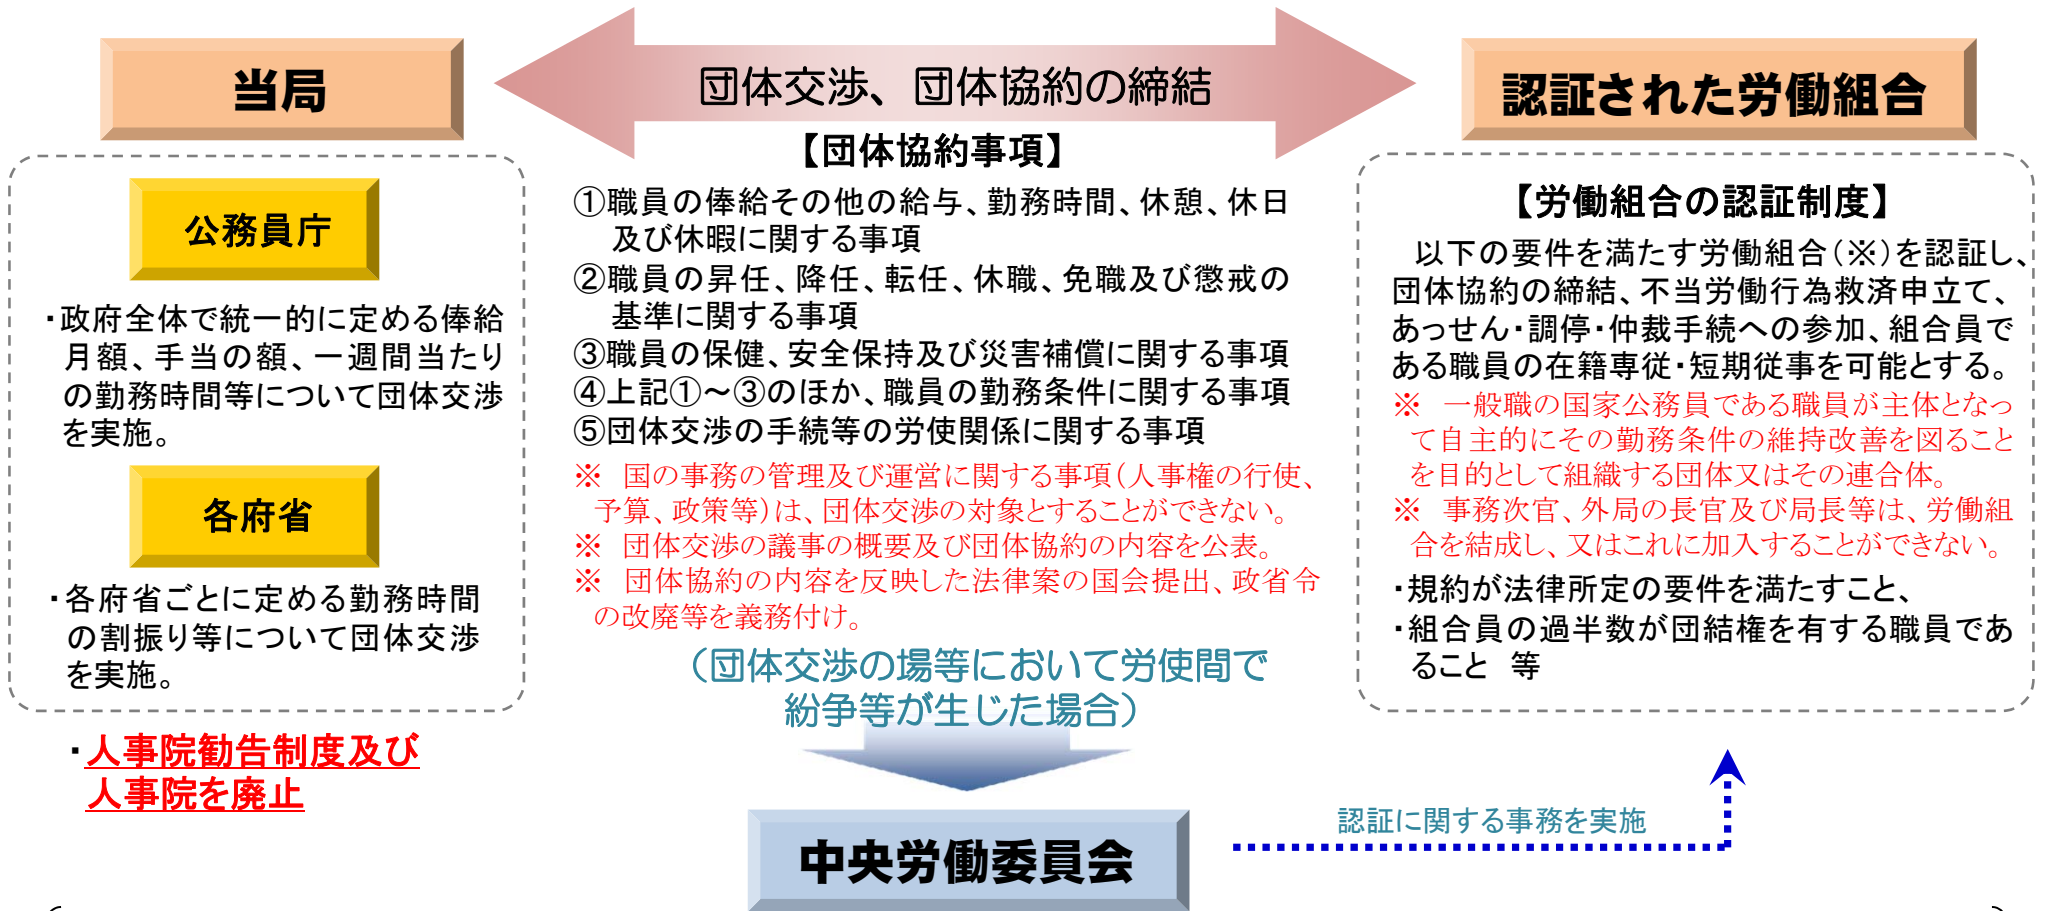 当局
団体交渉、団体協約の締結
認証された労働組合
公務員庁
・政府全体で統一的に定める俸給
月額、手当の額、一週間当たり
の勤務時間等について団体交渉
を実施。
各府省
・各府省ごとに定める勤務時間
の割振り等について団体交渉
を実施。
・人事院勧告制度及び
人事院を廃止
【団体協約事項】
①職員の俸給その他の給与、勤務時間、休憩、休日
及び休暇に関する事項
②職員の昇任、降任、転任、休職、免職及び懲戒の
基準に関する事項
③職員の保健、安全保持及び災害補償に関する事項
④上記①～③のほか、職員の勤務条件に関する事項
⑤団体交渉の手続等の労使関係に関する事項
※　国の事務の管理及び運営に関する事項（人事権の行使、
予算、政策等）は、団体交渉の対象とすることができない。
※　団体交渉の議事の概要及び団体協約の内容を公表。
※　団体協約の内容を反映した法律案の国会提出、政省令
の改廃等を義務付け。
（団体交渉の場等において労使間で
紛争等が生じた場合）
中央労働委員会
【労働組合の認証制度】
以下の要件を満たす労働組合（※）を認証し、
団体協約の締結、不当労働行為救済申立て、
あっせん・調停・仲裁手続への参加、組合員で
ある職員の在籍専従・短期従事を可能とする。
※　一般職の国家公務員である職員が主体となっ
て自主的にその勤務条件の維持改善を図ること
を目的として組織する団体又はその連合体。
※　事務次官、外局の長官及び局長等は、労働組
合を結成し、又はこれに加入することができない。
・規約が法律所定の要件を満たすこと、
・組合員の過半数が団結権を有する職員であ
ること　等
認証に関する事務を実施